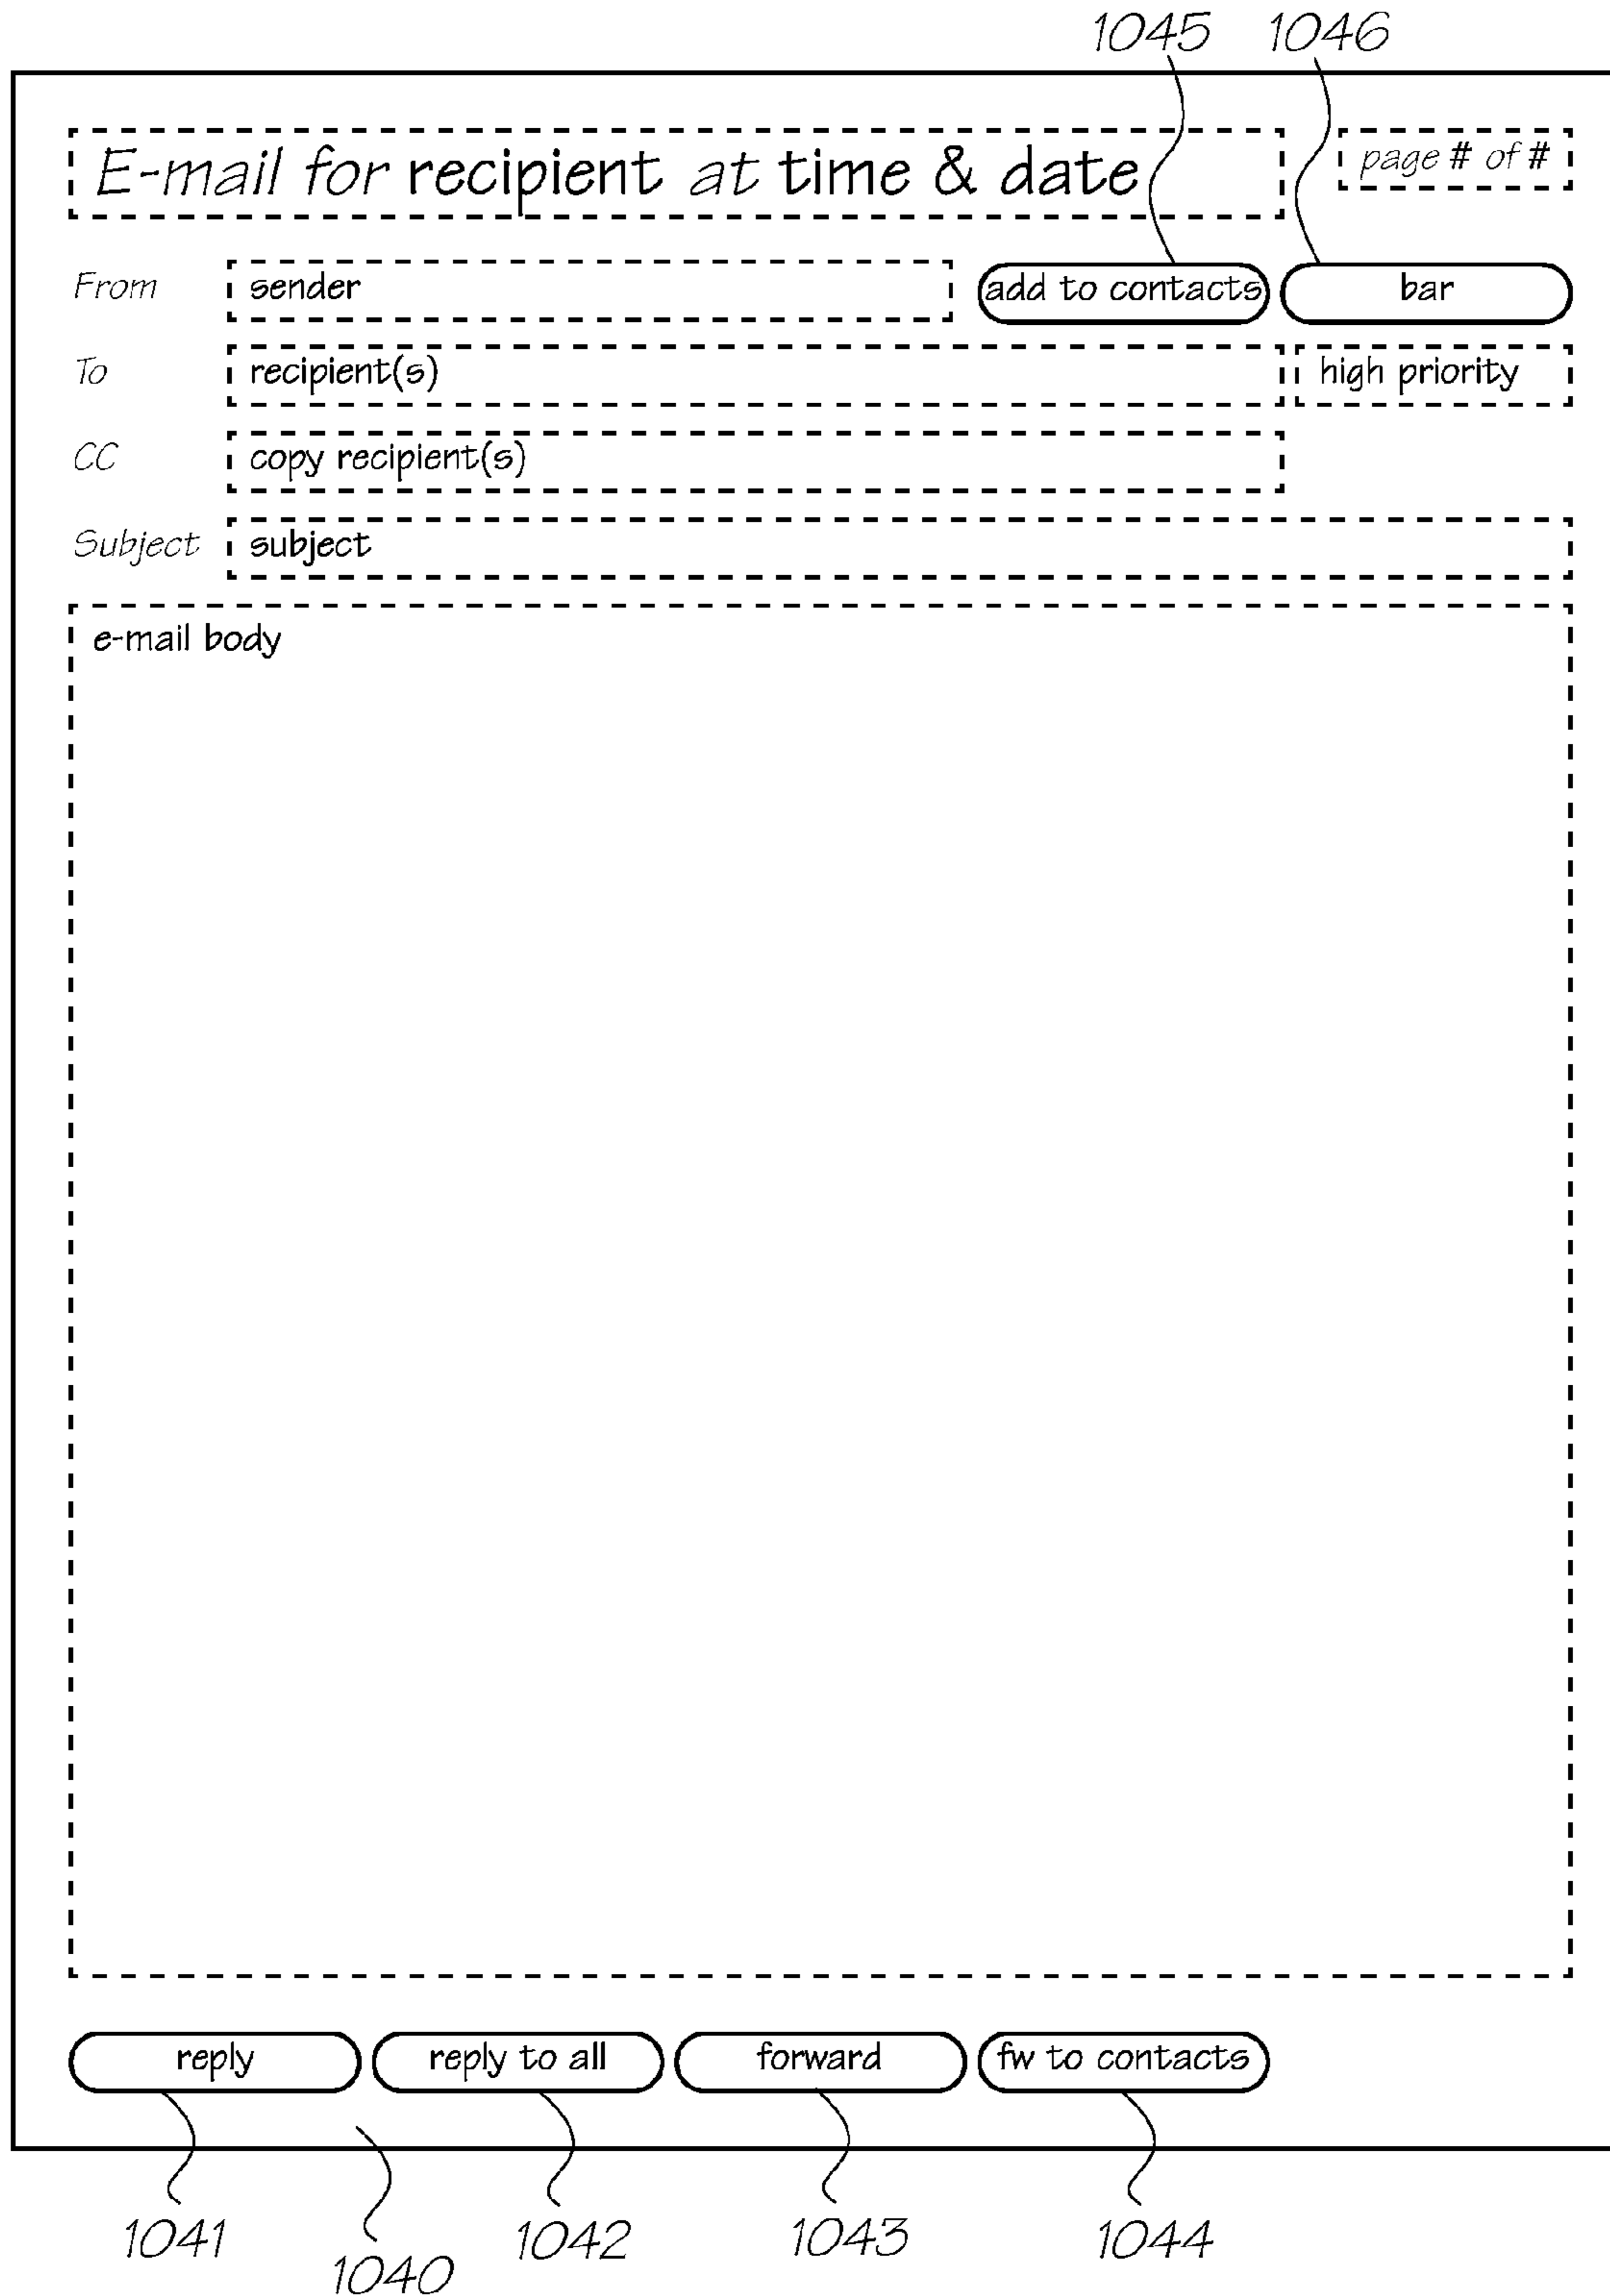 1045 1046
E-mail for recipient at time & date page # of #
From sender add to contacts bar
To recipient(s) high priority
CC copy recipient(s)
Subject subject
e-mail body
reply reply to all forward fw to contacts
1041 1042 1043 1044
1040